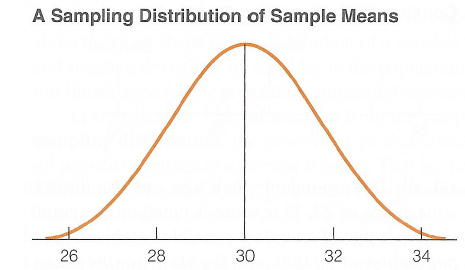 A Sampling Distribution of Sample Means
26 28 30 32 34